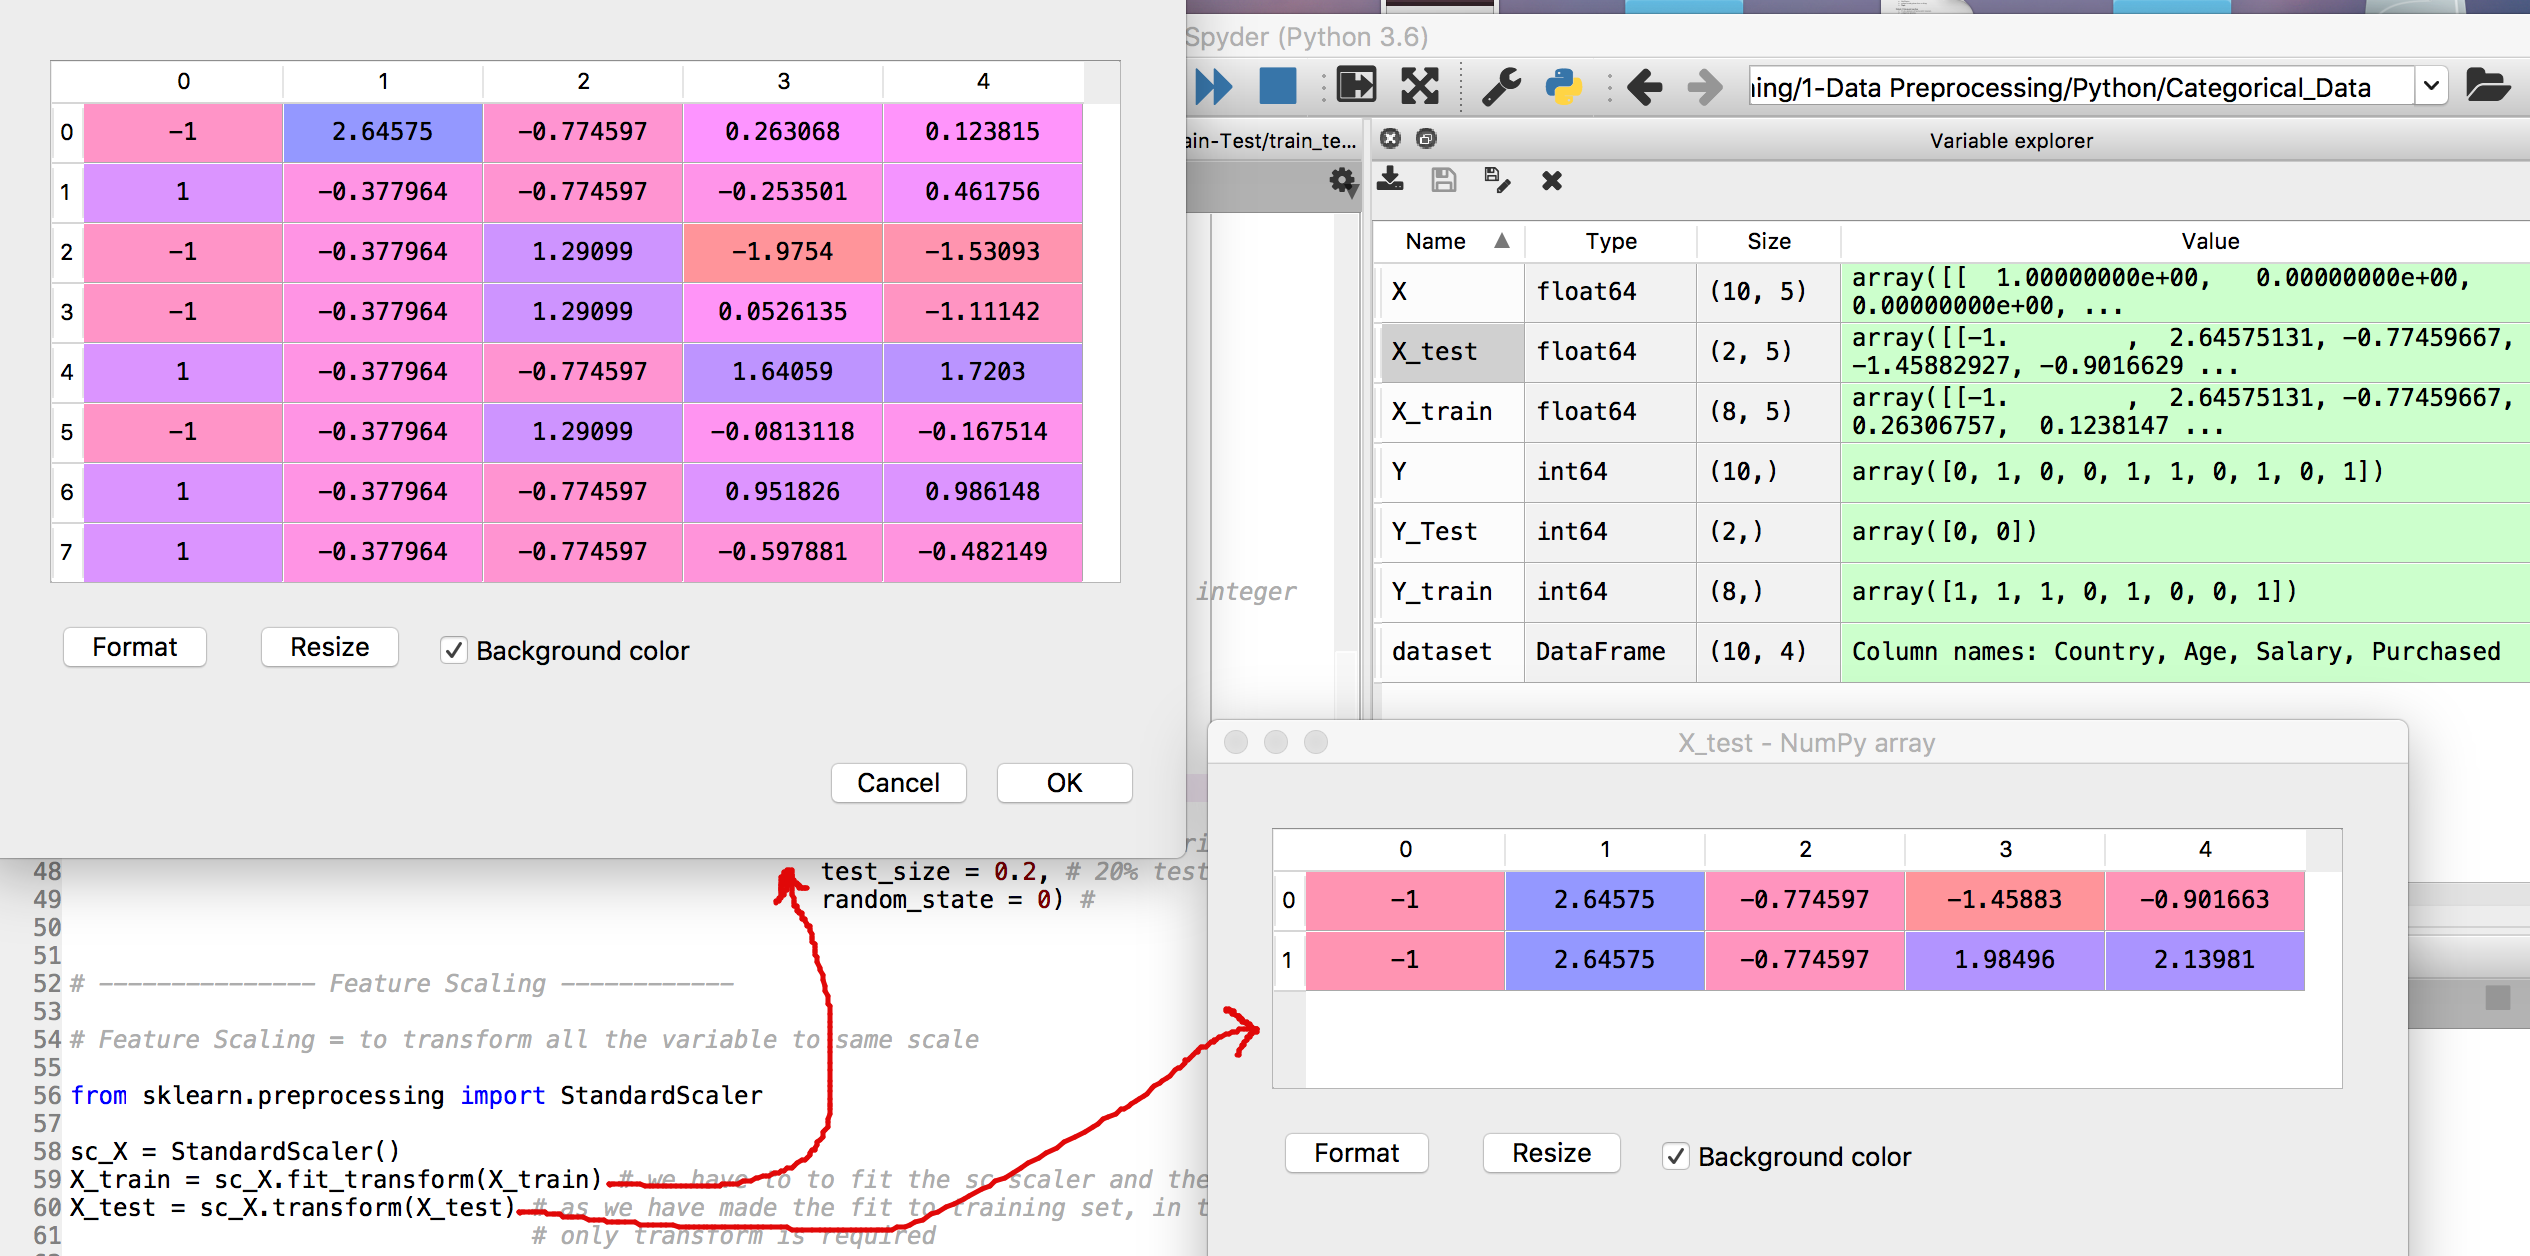 0 1 2 3 4
0 −1 2.64575 −0.774597 0.263068 0.123815
1 1 −0.377964 −0.774597 −0.253501 0.461756
2 −1 −0.377964 1.29099 −1.9754 −1.53093
3 −1 −0.377964 1.29099 0.0526135 −1.11142
4 1 −0.377964 −0.774597 1.64059 1.7203
5 −1 −0.377964 1.29099 −0.0813118 −0.167514
6 1 −0.377964 −0.774597 0.951826 0.986148
7 1 −0.377964 −0.774597 −0.597881 −0.482149
Format Resize Background color
Cancel OK
Spyder (Python 3.6)
ing/1-Data Preprocessing/Python/Categorical_Data
ain-Test/train_te...
Variable explorer
Name Type Size Value
X float64 (10, 5) array([[ 1.00000000e+00, 0.00000000e+00,
0.00000000e+00, ...
X_test float64 (2, 5) array([[−1. , 2.64575131, −0.77459667,
−1.45882927, −0.9016629 ...
X_train float64 (8, 5) array([[−1. , 2.64575131, −0.77459667,
0.26306757, 0.1238147 ...
Y int64 (10,) array([0, 1, 0, 0, 1, 1, 0, 1, 0, 1])
Y_Test int64 (2,) array([0, 0])
Y_train int64 (8,) array([1, 1, 1, 0, 1, 0, 0, 1])
dataset DataFrame (10, 4) Column names: Country, Age, Salary, Purchased
integer
48 test_size = 0.2, # 20% test
49 random_state = 0) #
50
51
52 # --------------- Feature Scaling ------------
53
54 # Feature Scaling = to transform all the variable to same scale
55
56 from sklearn.preprocessing import StandardScaler
57
58 sc_X = StandardScaler()
59 X_train = sc_X.fit_transform(X_train) # we have to to fit the sc scaler and the
60 X_test = sc_X.transform(X_test) # as we have made the fit to training set, in t
61 # only transform is required
X_test - NumPy array
0 1 2 3 4
0 −1 2.64575 −0.774597 −1.45883 −0.901663
1 −1 2.64575 −0.774597 1.98496 2.13981
Format Resize Background color